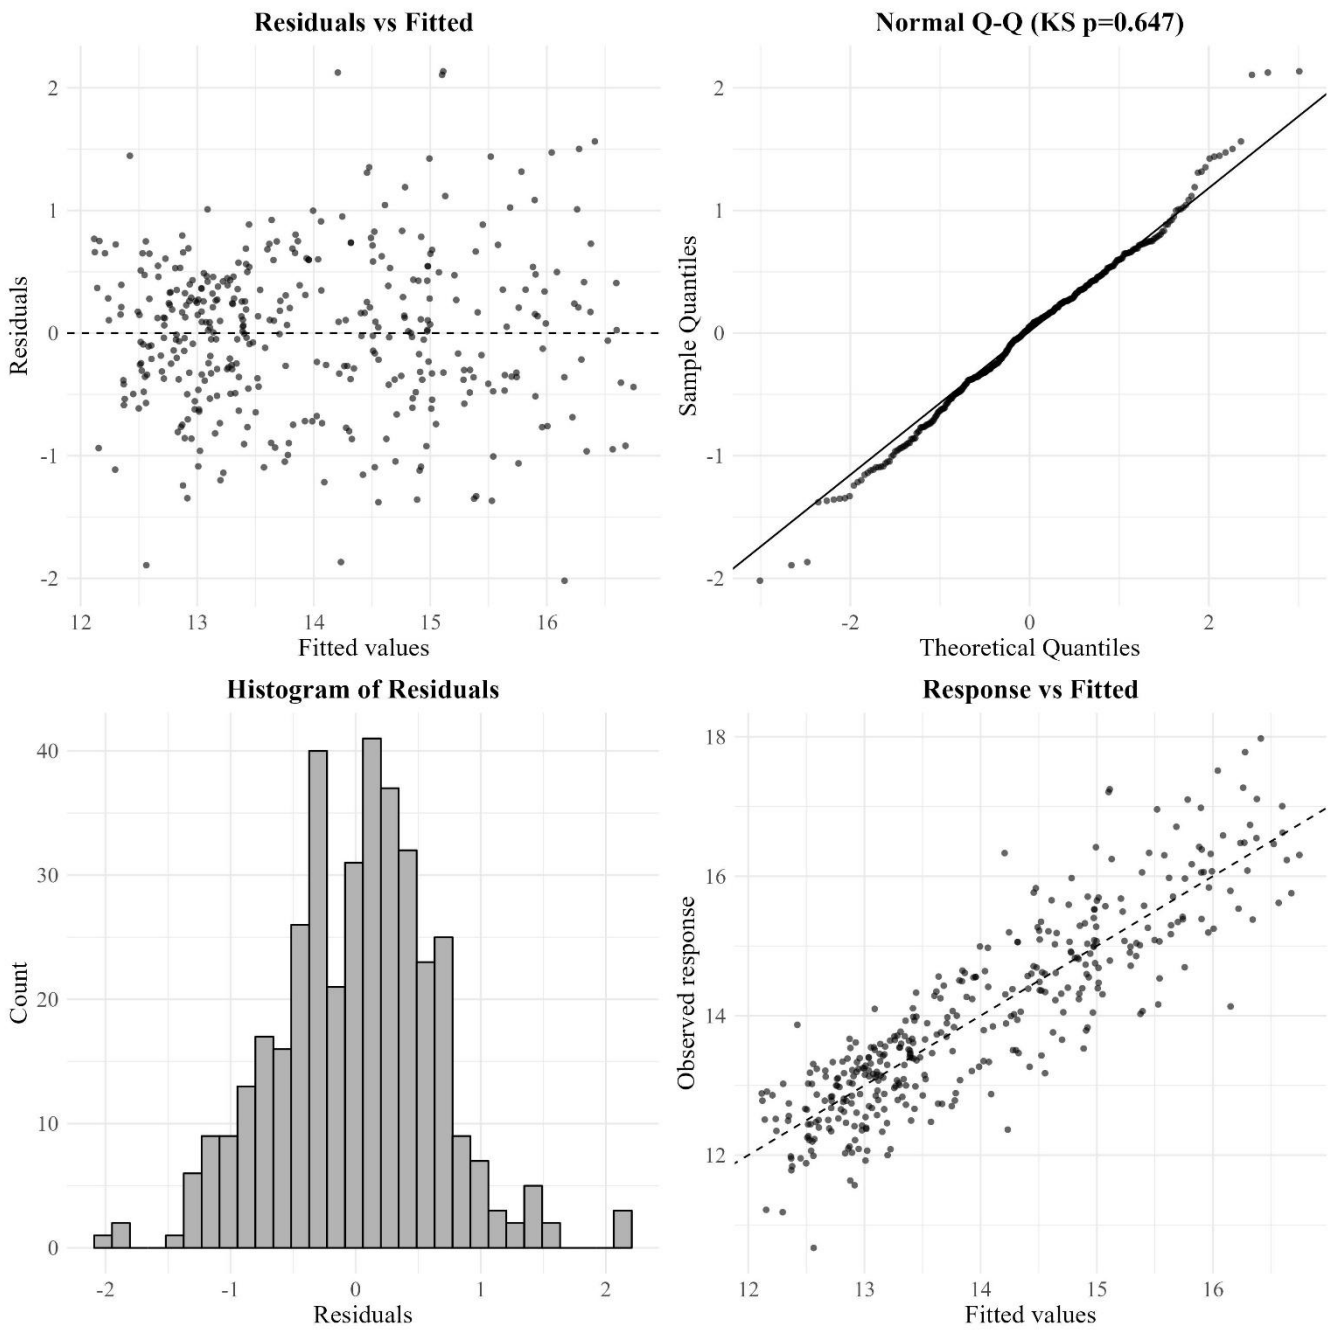 Residuals vs Fitted
2
1
0
-1
-2
Residuals
12 13 14 15 16
Fitted values
Normal Q-Q (KS p=0.647)
2
1
0
-1
-2
Sample Quantiles
-2 0 2
Theoretical Quantiles
Histogram of Residuals
40
30
20
10
0
Count
-2 -1 0 1 2
Residuals
Response vs Fitted
18
16
14
12
Observed response
12 13 14 15 16
Fitted values